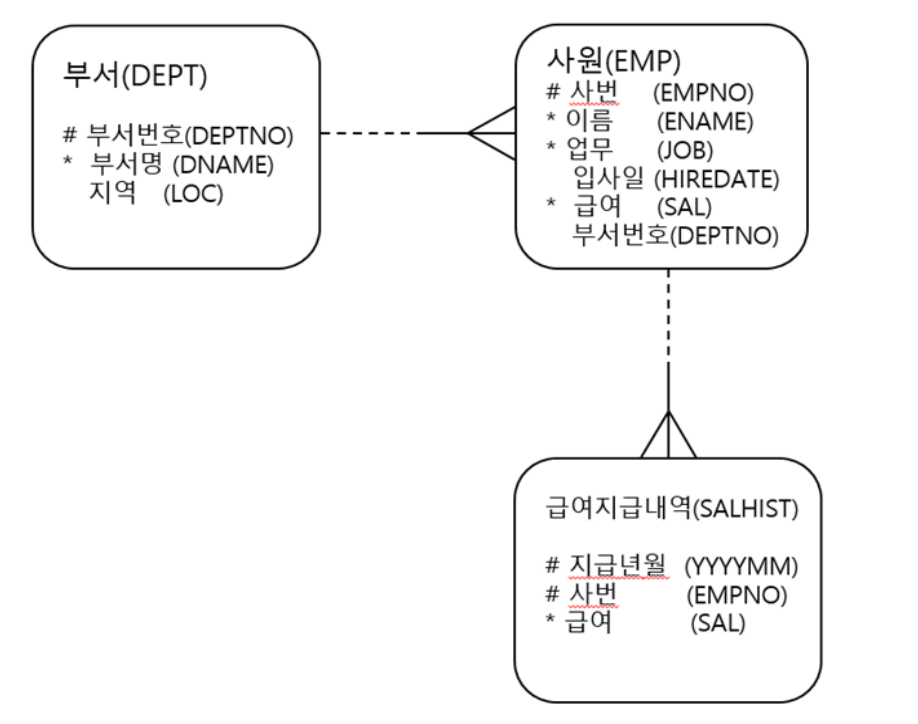 부서(DEPT)
# 부서번호(DEPTNO)
* 부서명 (DNAME)
지역 (LOC)
사원(EMP)
# 사번 (EMPNO)
* 이름 (ENAME)
* 업무 (JOB)
입사일 (HIREDATE)
* 급여 (SAL)
부서번호(DEPTNO)
급여지급내역(SALHIST)
# 지급년월 (YYYYMM)
# 사번 (EMPNO)
* 급여 (SAL)